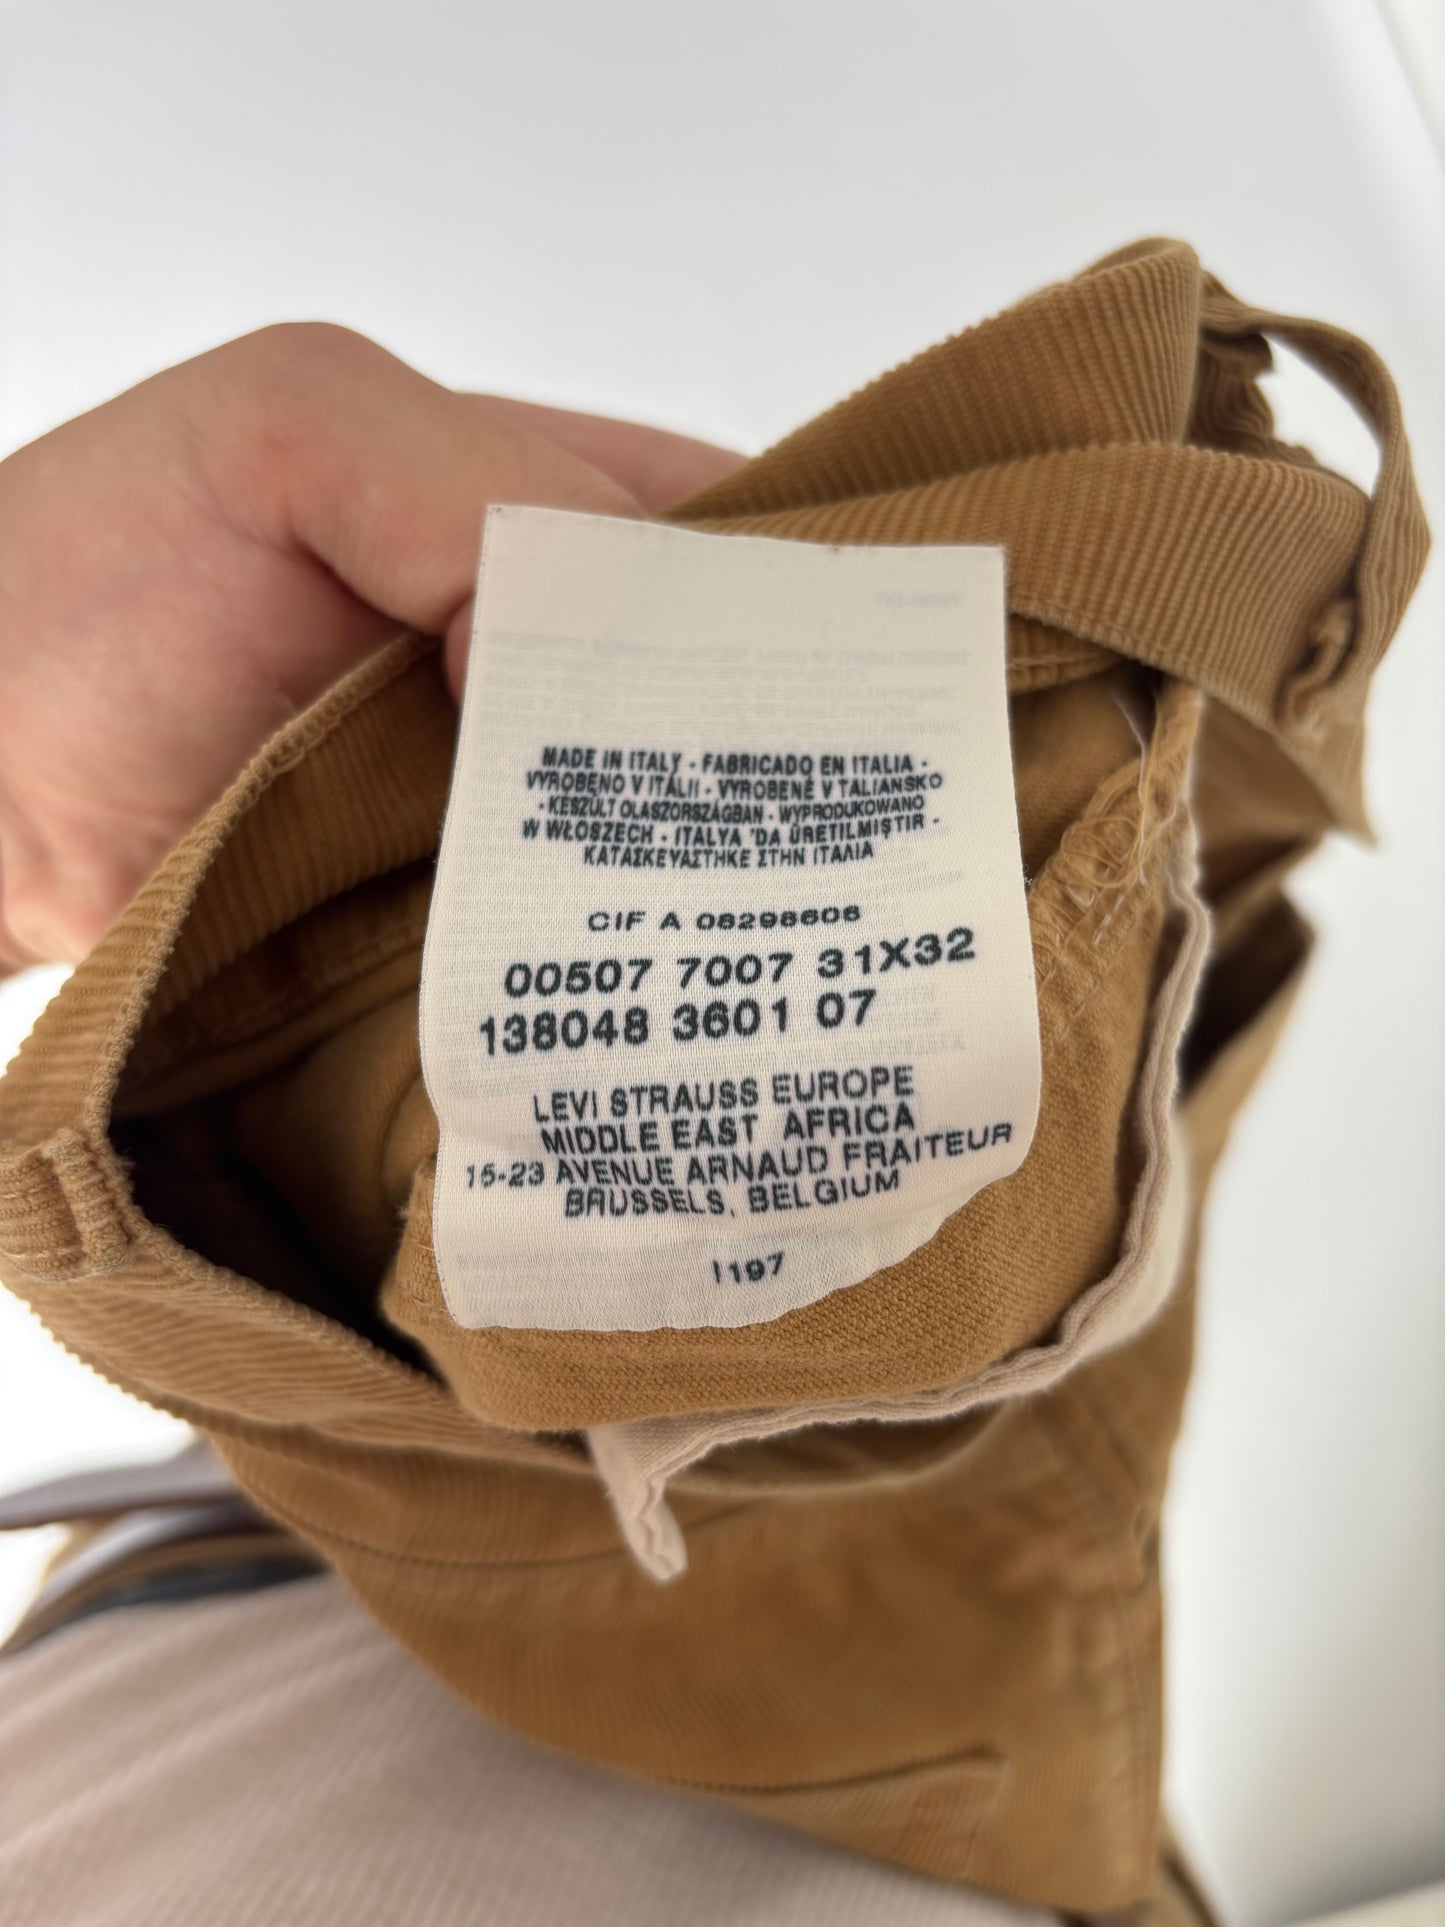 MADE IN ITALY - FABRICADO EN ITALIA -
VYROBENO V ITÁLII - VYROBENÉ V TALIANSKO
- KÉSZÜLT OLASZORSZÁGBAN - WYPRODUKOWANO
W WŁOSZECH - ITALYA 'DA ÜRETILMIŞTIR -
ΚΑΤΑΣΚΕΥΑΣΤΗΚΕ ΣΤΗΝ ΙΤΑΛΙΑ
CIF A 08298606
00507 7007 31X32
138048 3601 07
LEVI STRAUSS EUROPE
MIDDLE EAST AFRICA
15-23 AVENUE ARNAUD FRAITEUR
BRUSSELS, BELGIUM
I197